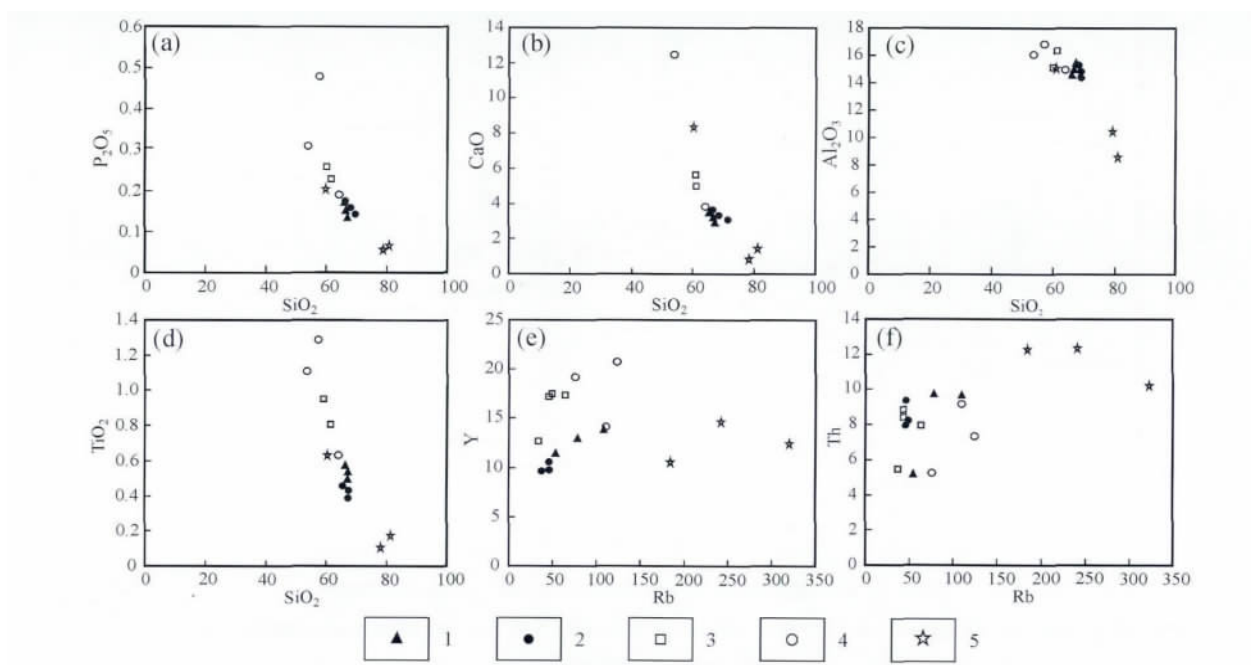 (a)
0.6
0.5
0.4
0.3
0.2
0.1
0
P₂O₅
0 20 40 60 80 100
SiO₂
(b)
14
12
10
8
6
4
2
0
CaO
0 20 40 60 80 100
SiO₂
(c)
18
16
14
12
10
8
6
4
2
0
Al₂O₃
0 20 40 60 80 100
SiO₂
(d)
1.4
1.2
1.0
0.8
0.6
0.4
0.2
0
TiO₂
0 20 40 60 80 100
SiO₂
(e)
25
20
15
10
5
0
Y
0 50 100 150 200 250 300 350
Rb
(f)
14
12
10
8
6
4
2
0
Th
0 50 100 150 200 250 300 350
Rb
1 2 3 4 5